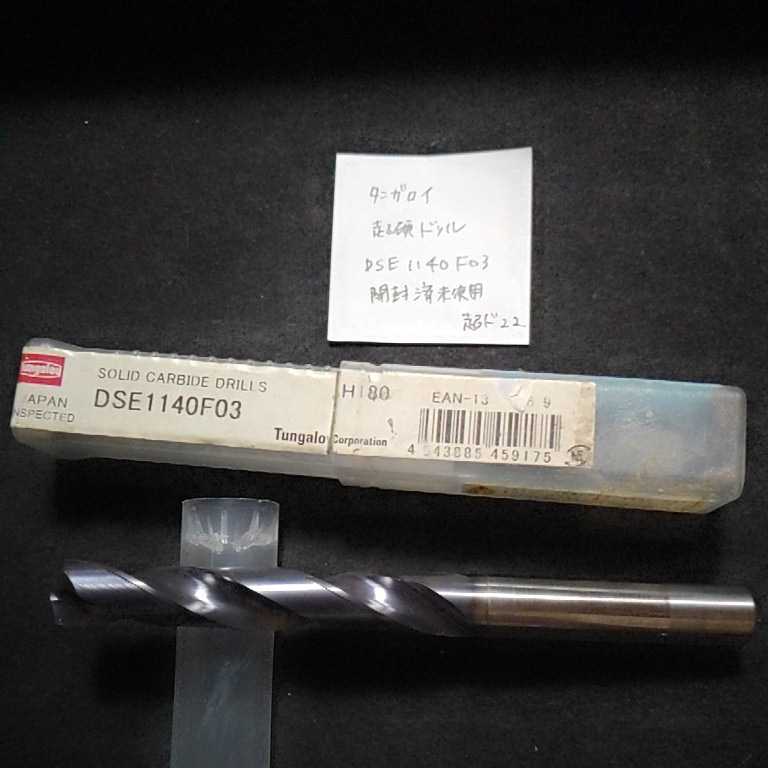 タンガロイ
超硬ドリル
DSE1140F03
開封済未使用
超ド22
Tungaloy
JAPAN
INSPECTED
SOLID CARBIDE DRILLS
DSE1140F03
Tungaloy Corporation
EAN-13
4 543885 459175